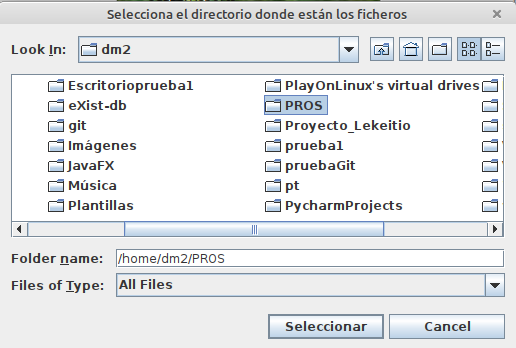 Selecciona el directorio donde están los ficheros
Look In: dm2
Escritorioprueba1
eXist-db
git
Imágenes
JavaFX
Música
Plantillas
PlayOnLinux's virtual drives
PROS
Proyecto_Lekeitio
prueba1
pruebaGit
pt
PycharmProjects
Folder name: /home/dm2/PROS
Files of Type: All Files
Seleccionar Cancel